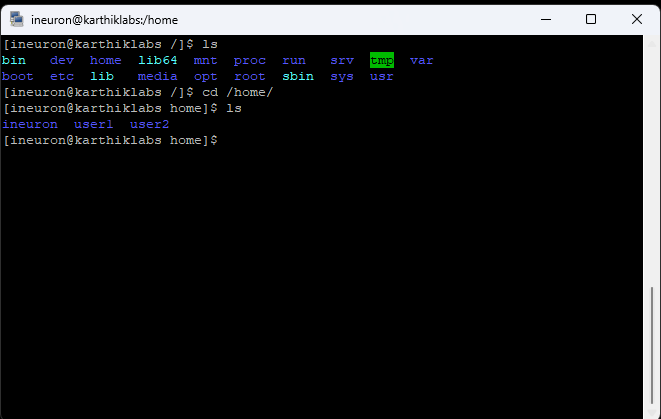 ineuron@karthiklabs:/home
[ineuron@karthiklabs /]$ ls
bin   dev  home  lib64  mnt  proc  run   srv  tmp  var
boot  etc  lib   media  opt  root  sbin  sys  usr
[ineuron@karthiklabs /]$ cd /home/
[ineuron@karthiklabs home]$ ls
ineuron  user1  user2
[ineuron@karthiklabs home]$